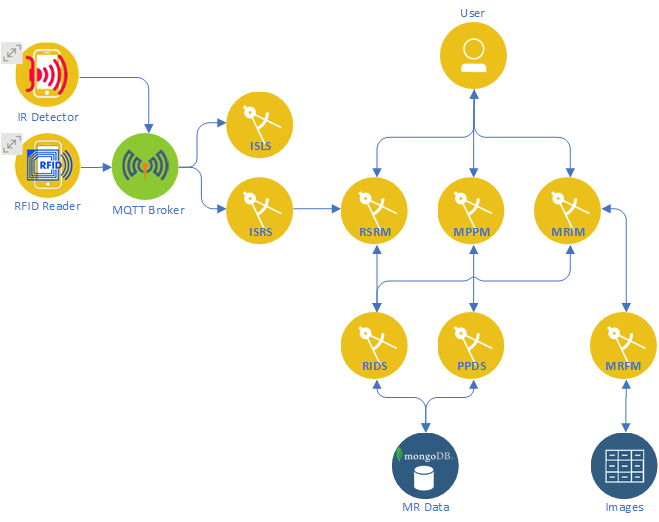 User
IR Detector
RFID
RFID Reader
MQTT Broker
ISLS
ISRS
RSRM
MPPM
MRIM
RIDS
PPDS
MRFM
mongoDB.
MR Data
Images